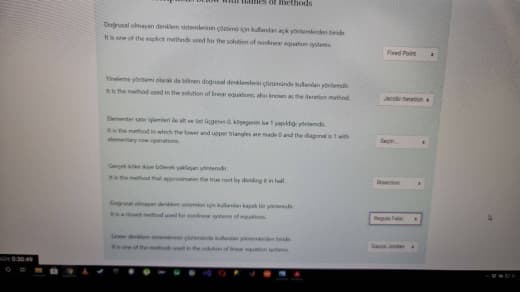 below with names of methods
Doğrusal olmayan denklem sistemlerinin çözümü için kullanılan açık yöntemlerden biridir.
It is one of the explicit methods used for the solution of nonlinear equation systems.
Fixed Point
Yineleme yöntemi olarak da bilinen doğrusal denklemlerin çözümünde kullanılan yöntemdir.
It is the method used in the solution of linear equations, also known as the iteration method.
Jacobi Iteration
Elementer satır işlemleri ile alt ve üst üçgenin 0, köşegenin ise 1 yapıldığı yöntemdir.
It is the method in which the lower and upper triangles are made 0 and the diagonal is 1 with
elementary row operations.
Seçin...
Gerçek köke ikiye bölerek yaklaşan yöntemdir.
It is the method that approximates the true root by dividing it in half.
Bisection
Doğrusal olmayan denklem sistemleri için kullanılan kapalı bir yöntemdir.
It is a closed method used for nonlinear systems of equations.
Regula Falsi
Lineer denklem sistemlerinin çözümünde kullanılan yöntemlerden biridir.
It is one of the methods used in the solution of linear equation systems.
Gauss Jordan
0:30:49